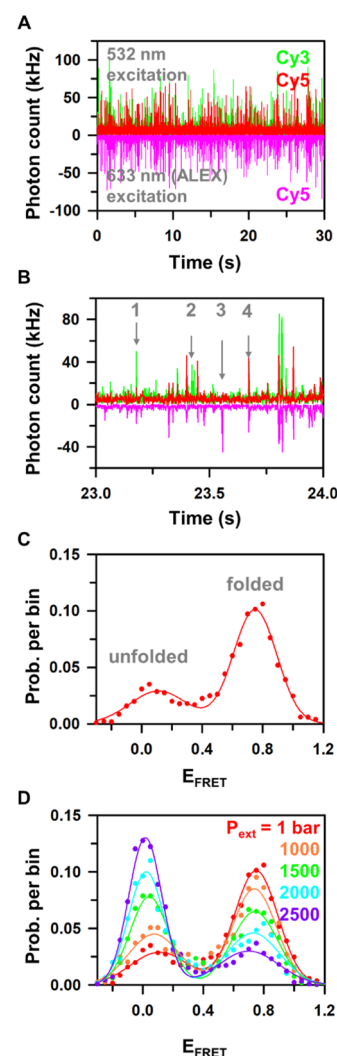 A
532 nm
excitation
Cy3
Cy5
100
50
0
-50
-100
Photon count (kHz)
633 nm (ALEX)
excitation
Cy5
0 10 20 30
Time (s)
B
1 2 3 4
80
40
0
-40
Photon count (kHz)
23.0 23.5 24.0
Time (s)
C
0.15
0.10
0.05
0.00
Prob. per bin
folded
unfolded
0.0 0.4 0.8 1.2
EFRET
D
0.15
0.10
0.05
0.00
Prob. per bin
Pext = 1 bar
1000
1500
2000
2500
0.0 0.4 0.8 1.2
EFRET